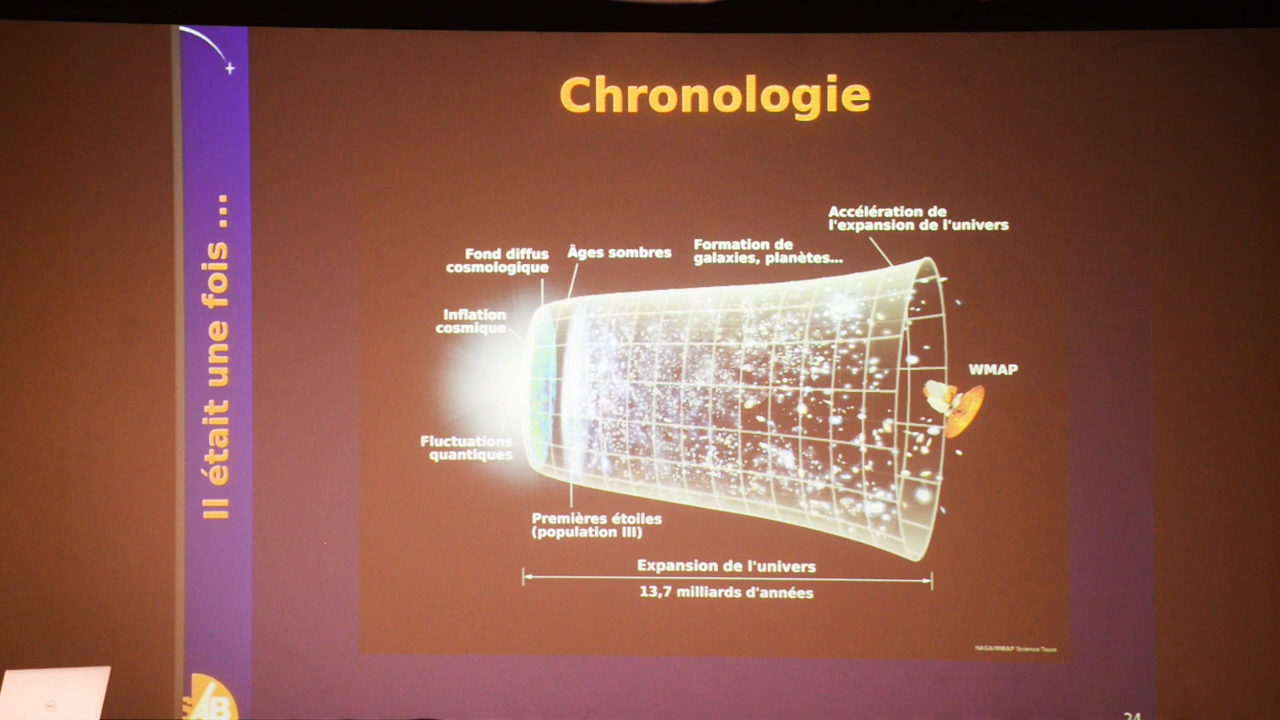 Chronologie
Il était une fois ...
Accélération de
l'expansion de l'univers
Fond diffus
cosmologique
Âges sombres
Formation de
galaxies, planètes...
Inflation
cosmique
WMAP
Fluctuations
quantiques
Premières étoiles
(population III)
Expansion de l'univers
13,7 milliards d'années
NASA/WMAP Science Team
24